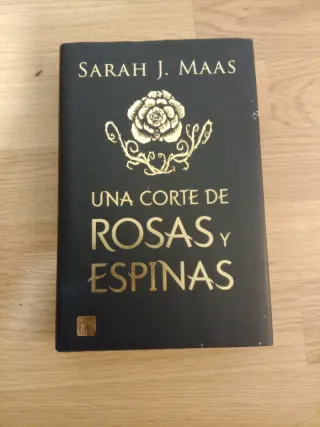 SARAH J. MAAS
UNA CORTE DE
ROSAS Y
ESPINAS